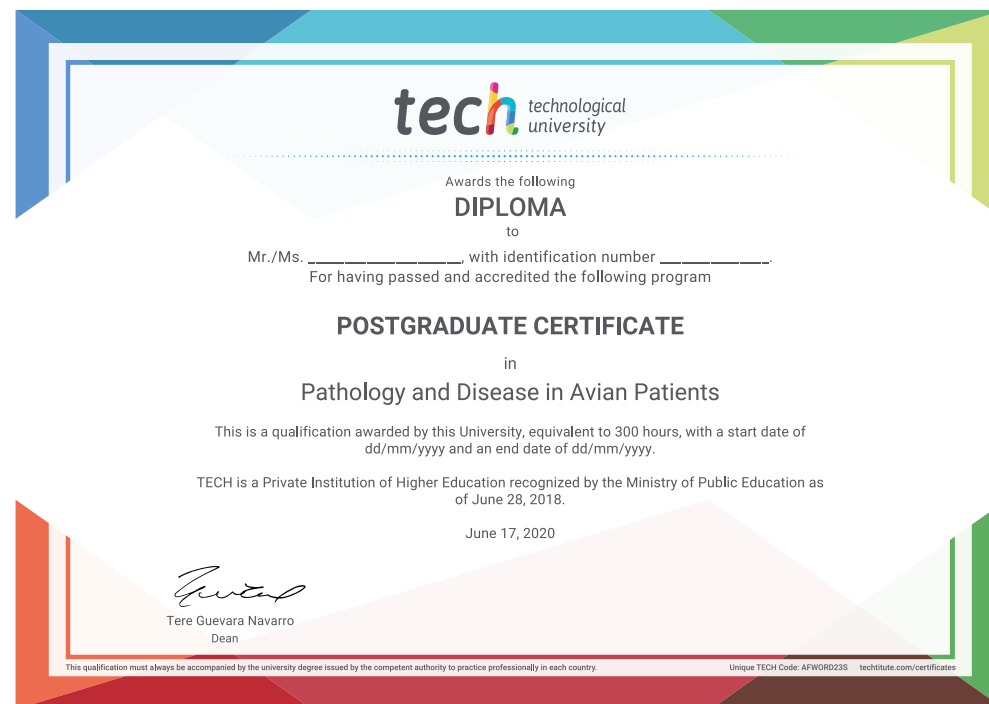 tech technological
university
Awards the following
DIPLOMA
to
Mr./Ms. ____________________, with identification number ______________.
For having passed and accredited the following program
POSTGRADUATE CERTIFICATE
in
Pathology and Disease in Avian Patients
This is a qualification awarded by this University, equivalent to 300 hours, with a start date of
dd/mm/yyyy and an end date of dd/mm/yyyy.
TECH is a Private Institution of Higher Education recognized by the Ministry of Public Education as
of June 28, 2018.
June 17, 2020
Tere Guevara Navarro
Dean
This qualification must always be accompanied by the university degree issued by the competent authority to practice professionally in each country.
Unique TECH Code: AFWORD23S techtitute.com/certificates